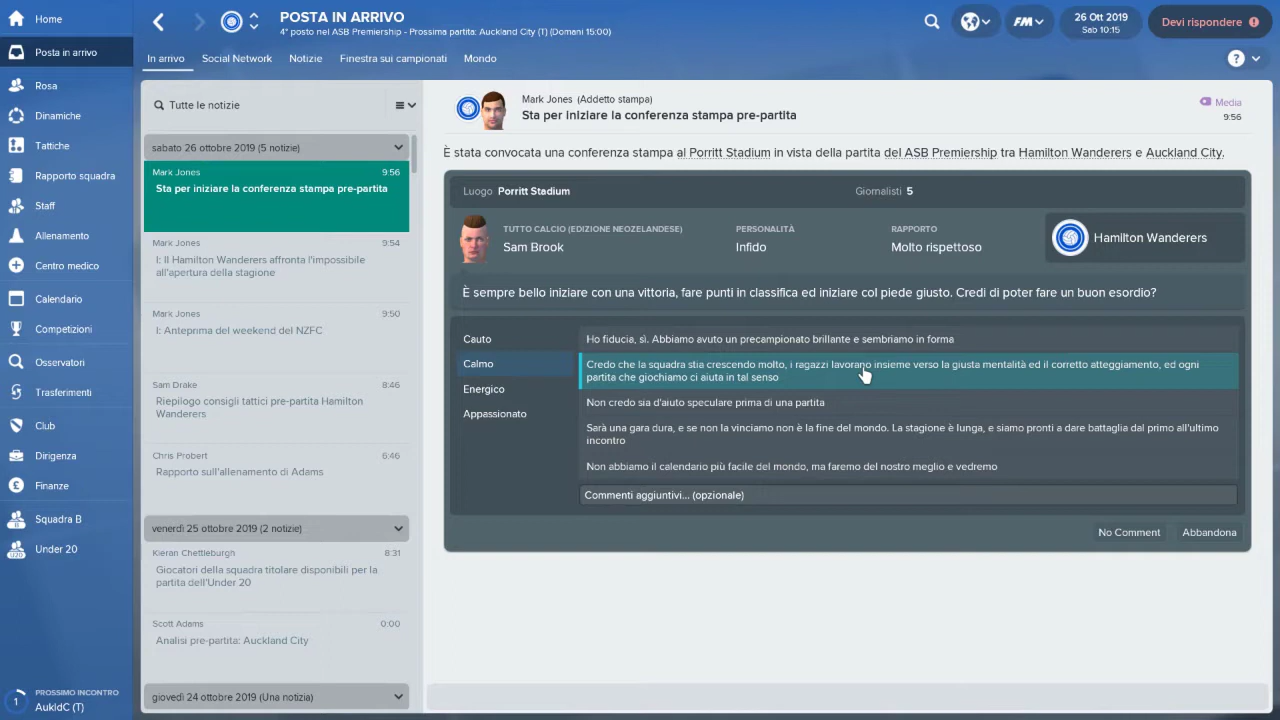 Home
POSTA IN ARRIVO
4° posto nel ASB Premiership - Prossima partita: Auckland City (T) (Domani 15:00)
FM
26 Ott 2019
Sab 10:15
Devi rispondere
Posta in arrivo
In arrivo
Social Network
Notizie
Finestra sui campionati
Mondo
?
Rosa
Dinamiche
Tattiche
Rapporto squadra
Staff
Allenamento
Centro medico
Calendario
Competizioni
Osservatori
Club
Dirigenza
Finanze
Squadra B
Under 20
1
PROSSIMO INCONTRO
AukldC (T)
Tutte le notizie
sabato 26 ottobre 2019 (5 notizie)
Mark Jones 9:56
Sta per iniziare la conferenza stampa pre-partita
Mark Jones 9:54
I: Il Hamilton Wanderers affronta l'impossibile
all'apertura della stagione
Mark Jones 9:50
I: Anteprima del weekend del NZFC
Sam Drake 8:46
Riepilogo consigli tattici pre-partita Hamilton
Wanderers
Chris Probert 6:46
Rapporto sull'allenamento di Adams
venerdì 25 ottobre 2019 (2 notizie)
Kieran Chettleburgh 8:31
Giocatori della squadra titolare disponibili per la
partita dell'Under 20
Scott Adams 0:00
Analisi pre-partita: Auckland City
giovedì 24 ottobre 2019 (Una notizia)
Mark Jones (Addetto stampa)
Sta per iniziare la conferenza stampa pre-partita
Media
9:56
È stata convocata una conferenza stampa al Porritt Stadium in vista della partita del ASB Premiership tra Hamilton Wanderers e Auckland City.
Luogo Porritt Stadium
Giornalisti 5
TUTTO CALCIO (EDIZIONE NEOZELANDESE)
Sam Brook
PERSONALITÀ
Infido
RAPPORTO
Molto rispettoso
Hamilton Wanderers
È sempre bello iniziare con una vittoria, fare punti in classifica ed iniziare col piede giusto. Credi di poter fare un buon esordio?
Cauto
Calmo
Energico
Appassionato
Ho fiducia, sì. Abbiamo avuto un precampionato brillante e sembriamo in forma
Credo che la squadra stia crescendo molto, i ragazzi lavorano insieme verso la giusta mentalità ed il corretto atteggiamento, ed ogni
partita che giochiamo ci aiuta in tal senso
Non credo sia d'aiuto speculare prima di una partita
Sarà una gara dura, e se non la vinciamo non è la fine del mondo. La stagione è lunga, e siamo pronti a dare battaglia dal primo all'ultimo
incontro
Non abbiamo il calendario più facile del mondo, ma faremo del nostro meglio e vedremo
Commenti aggiuntivi... (opzionale)
No Comment
Abbandona